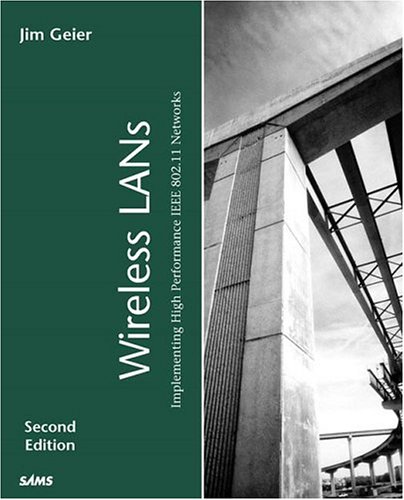 Jim Geier
Wireless LANs
Implementing High Performance IEEE 802.11 Networks
Second
Edition
SAMS